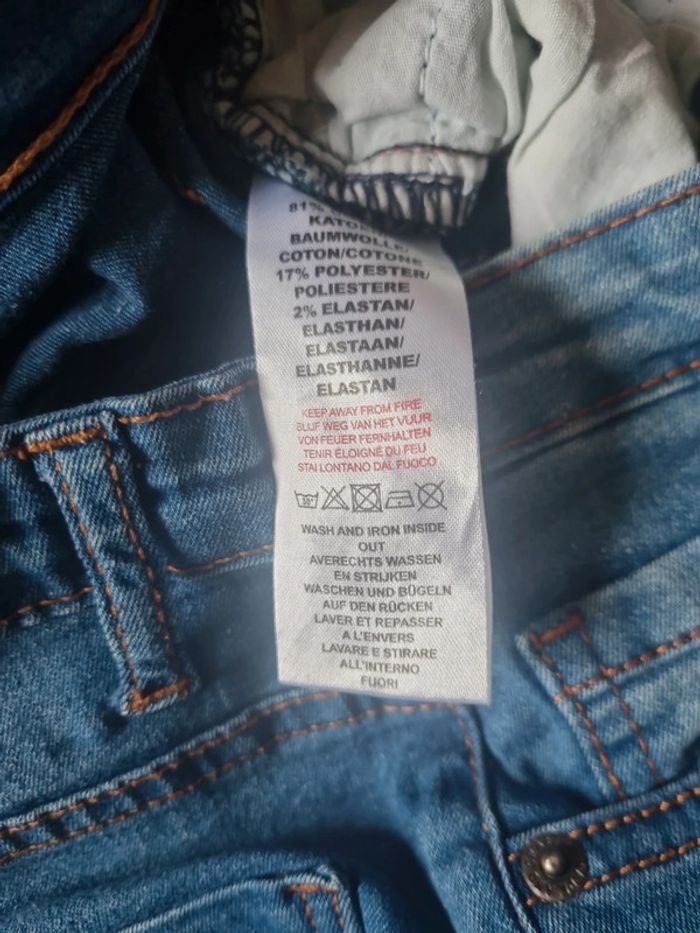 81%
BAUMWOLLE/
COTON/COTONE
17% POLYESTER/
POLIESTERE
2% ELASTAN/
ELASTHAN/
ELASTAAN/
ELASTHANNE/
ELASTAN
KEEP AWAY FROM FIRE
BLIJF WEG VAN HET VUUR
VON FEUER FERNHALTEN
TENIR ÉLOIGNÉ DU FEU
STAI LONTANO DAL FUOCO
30°
WASH AND IRON INSIDE
OUT
AVERECHTS WASSEN
EN STRIJKEN
WASCHEN UND BÜGELN
AUF DEN RÜCKEN
LAVER ET REPASSER
A L'ENVERS
LAVARE E STIRARE
ALL'INTERNO
FUORI